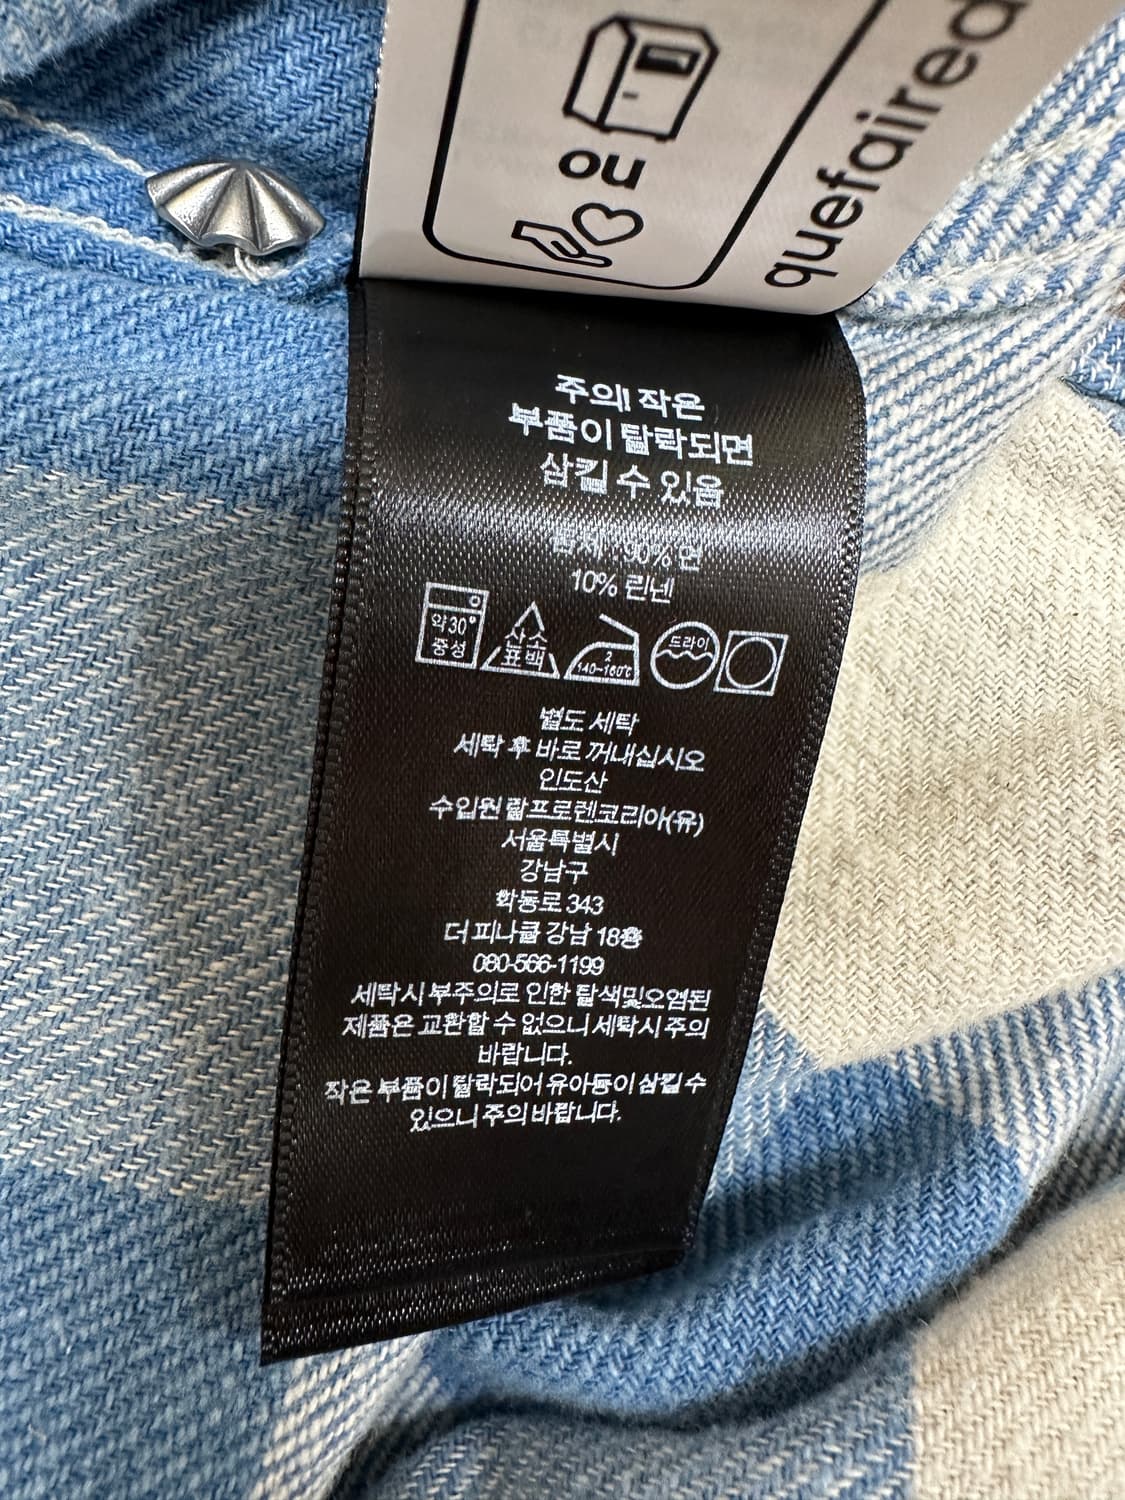 ou
quefaired
주의! 작은
부품이 탈락되면
삼킬 수 있음
몸체 : 90% 면
10% 린넨
약30°
중성
산소
표백
2
140~160°C
드라이
별도 세탁
세탁 후 바로 꺼내십시오
인도산
수입원 랄프로렌코리아(유)
서울특별시
강남구
학동로 343
더 피나클 강남 18층
080-566-1199
세탁시 부주의로 인한 탈색및오염된
제품은 교환할 수 없으니 세탁시 주의
바랍니다.
작은 부품이 탈락되어 유아등이 삼킬 수
있으니 주의 바랍니다.